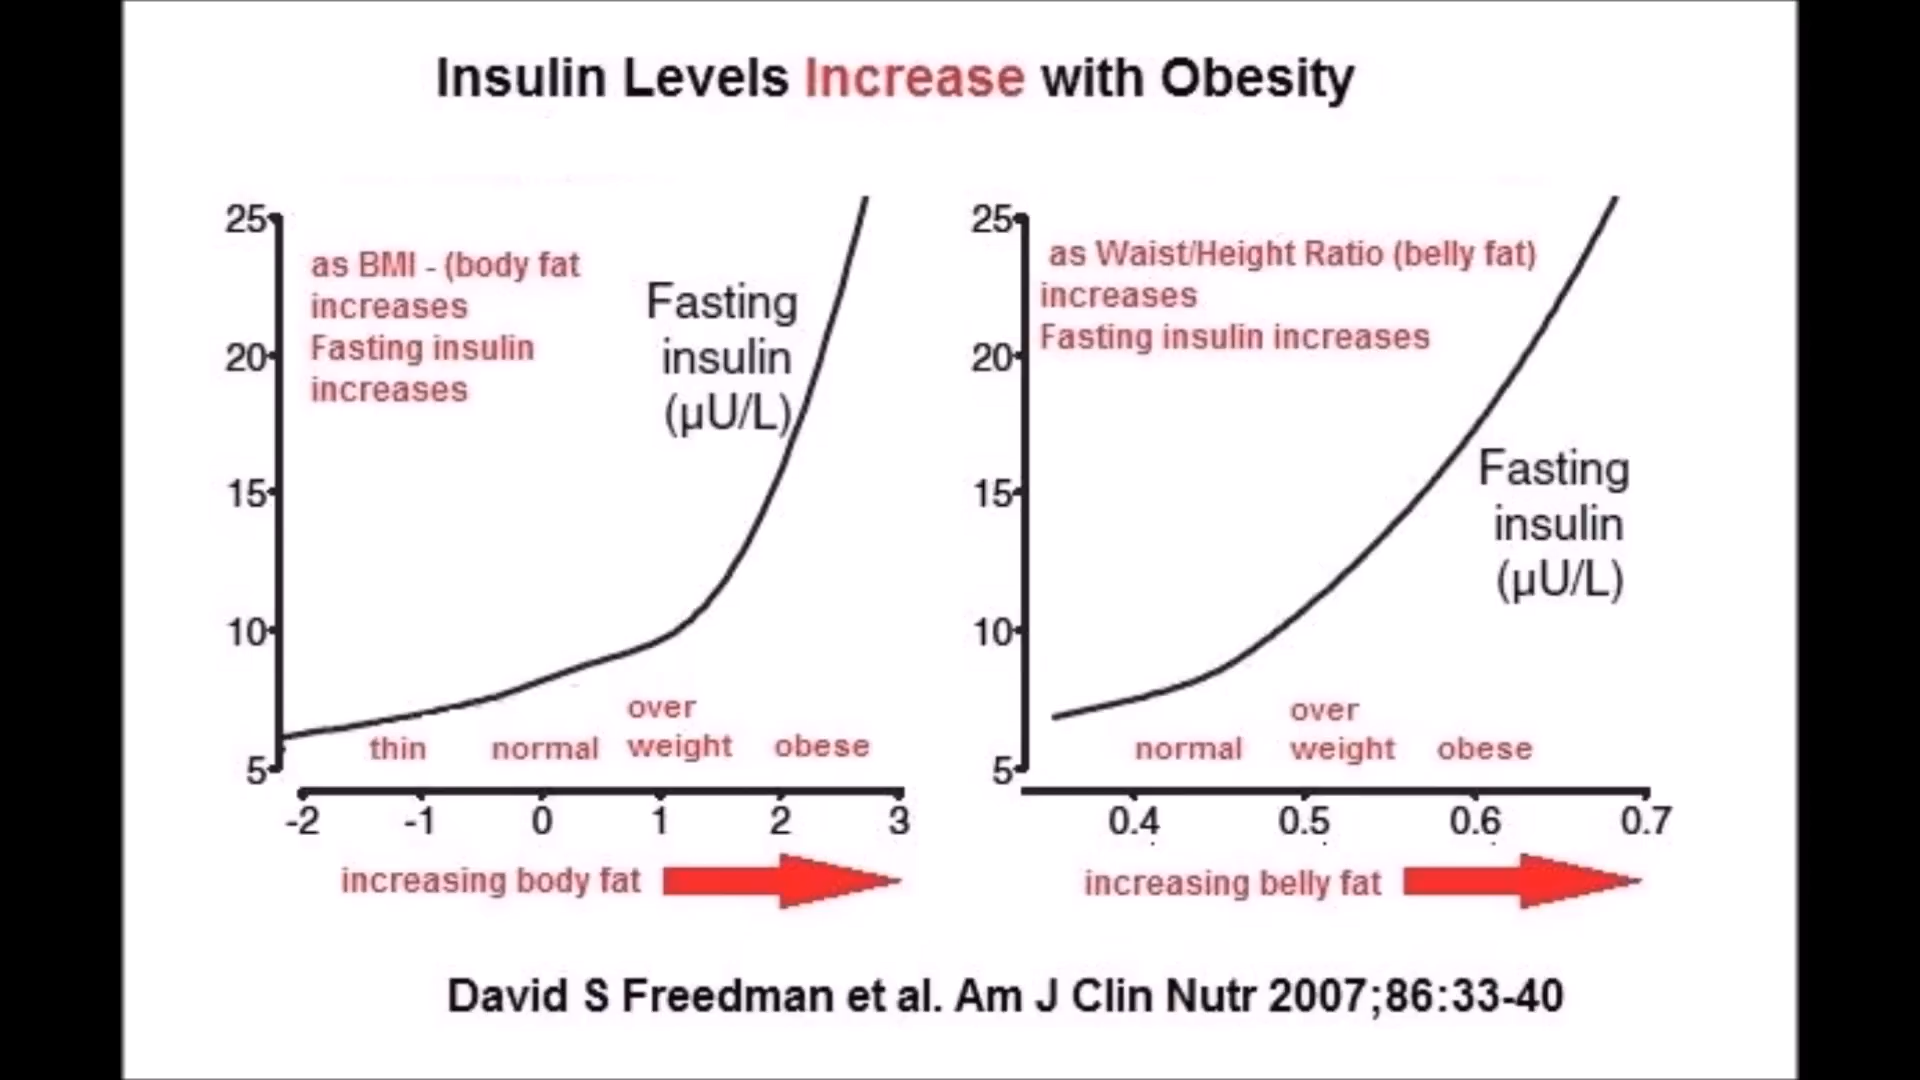 Insulin Levels Increase with Obesity
25
20
15
10
5
as BMI - (body fat
increases
Fasting insulin
increases
Fasting
insulin
(µU/L)
thin
normal
over
weight
obese
-2
-1
0
1
2
3
increasing body fat
25
20
15
10
5
as Waist/Height Ratio (belly fat)
increases
Fasting insulin increases
Fasting
insulin
(µU/L)
normal
over
weight
obese
0.4
0.5
0.6
0.7
increasing belly fat
David S Freedman et al. Am J Clin Nutr 2007;86:33-40